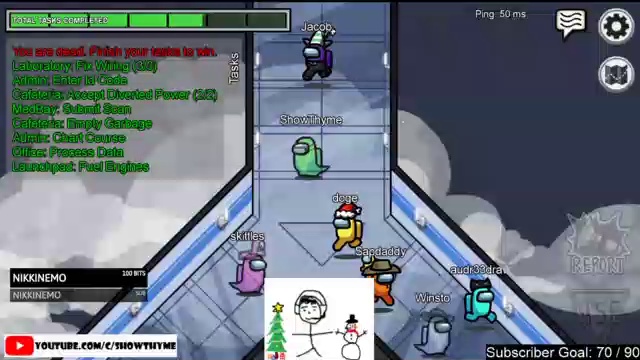 TOTAL TASKS COMPLETED
Ping: 50 ms
Jacob
Tasks
You are dead. Finish your tasks to win.
Laboratory: Fix Wiring (3/3)
Admin: Enter Id Code
Cafeteria: Accept Diverted Power (2/2)
MedBay: Submit Scan
Cafeteria: Empty Garbage
Admin: Chart Course
Office: Process Data
Launchpad: Fuel Engines
ShowThyme
doge
skittles
Sapdaddy
audr33dra
Winsto
REPORT
USE
NIKKINEMO
100 BITS
NIKKINEMO
SUB
YOUTUBE.COM/C/SHOWTHYME
Subscriber Goal: 70 / 90